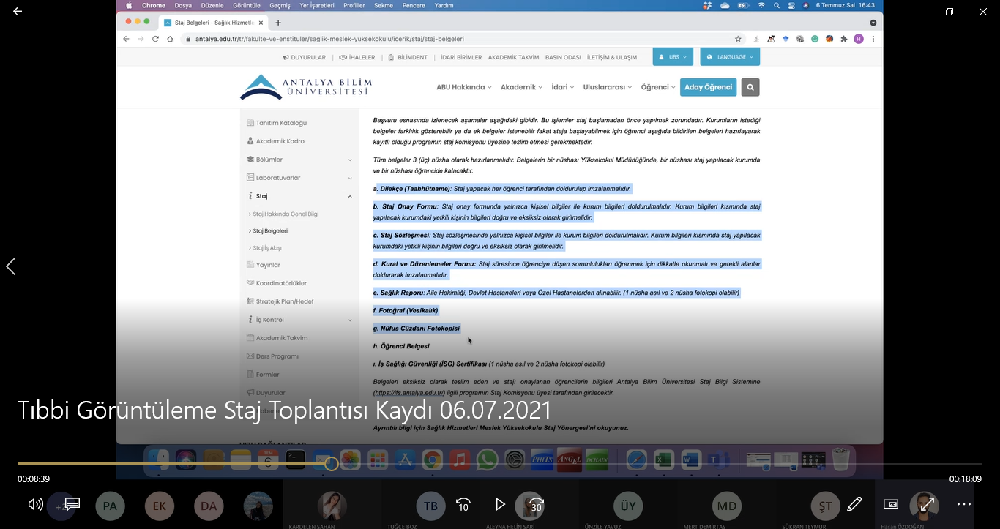 Chrome Dosya Düzenle Görüntüle Geçmiş Yer İşaretleri Profiller Sekme Pencere Yardım
6 Temmuz Sal 16:43
Staj Belgeleri - Sağlık Hizmetle
antalya.edu.tr/tr/fakulte-ve-enstituler/saglik-meslek-yuksekokulu/icerik/staj/staj-belgeleri
H
DUYURULAR | İHALELER | BİLİMDENT | İDARİ BİRİMLER AKADEMİK TAKVİM BASIN ODASI İLETİŞİM & ULAŞIM
UBS
LANGUAGE
ANTALYA BİLİM
ÜNİVERSİTESİ
ABU Hakkında Akademik İdari Uluslararası Öğrenci Aday Öğrenci
Tanıtım Kataloğu
Akademik Kadro
Bölümler
Laboratuvarlar
Staj
Staj Hakkında Genel Bilgi
Staj Belgeleri
Staj İş Akışı
Yayınlar
Koordinatörlükler
Stratejik Plan/Hedef
İç Kontrol
Akademik Takvim
Ders Programı
Formlar
Duyurular
Başvuru esnasında izlenecek aşamalar aşağıdaki gibidir. Bu işlemler staj başlamadan önce yapılmak zorundadır. Kurumların istediği
belgeler farklılık gösterebilir ya da ek belgeler istenebilir fakat staja başlayabilmek için öğrenci aşağıda bildirilen belgeleri hazırlayarak
kayıtlı olduğu programın staj komisyonu üyesine teslim etmesi gerekmektedir.
Tüm belgeler 3 (üç) nüsha olarak hazırlanmalıdır. Belgelerin bir nüshası Yüksekokul Müdürlüğünde, bir nüshası staj yapılacak kurumda
ve bir nüshası öğrencide kalacaktır.
a. Dilekçe (Taahhütname): Staj yapacak her öğrenci tarafından doldurulup imzalanmalıdır.
b. Staj Onay Formu: Staj onay formunda yalnızca kişisel bilgiler ile kurum bilgileri doldurulmalıdır. Kurum bilgileri kısmında staj
yapılacak kurumdaki yetkili kişinin bilgileri doğru ve eksiksiz olarak girilmelidir.
c. Staj Sözleşmesi: Staj sözleşmesinde yalnızca kişisel bilgiler ile kurum bilgileri doldurulmalıdır. Kurum bilgileri kısmında staj yapılacak
kurumdaki yetkili kişinin bilgileri doğru ve eksiksiz olarak girilmelidir.
d. Kural ve Düzenlemeler Formu: Staj süresince öğrenciye düşen sorumlulukları öğrenmek için dikkatle okunmalı ve gerekli alanlar
doldurarak imzalanmalıdır.
e. Sağlık Raporu: Aile Hekimliği, Devlet Hastaneleri veya Özel Hastanelerden alınabilir. (1 nüsha asıl ve 2 nüsha fotokopi olabilir)
f. Fotoğraf (Vesikalık)
g. Nüfus Cüzdanı Fotokopisi
h. Öğrenci Belgesi
ı. İş Sağlığı Güvenliği (İSG) Sertifikası (1 nüsha asıl ve 2 nüsha fotokopi olabilir)
Belgeleri eksiksiz olarak teslim eden ve stajı onaylanan öğrencilerin bilgileri Antalya Bilim Üniversitesi Staj Bilgi Sistemine
(https://ifs.antalya.edu.tr/) ilgili programın Staj Komisyonu üyesi tarafından girilecektir.
Ayrıntılı bilgi için Sağlık Hizmetleri Meslek Yüksekokulu Staj Yönergesi'ni okuyunuz.
Tıbbi Görüntüleme Staj Toplantısı Kaydı 06.07.2021
TEM
6
PHITS
ANGEL
DCHAIN
00:08:39
00:18:09
PA
EK
DA
TB
10
30
ÜY
MD
ŞT
KARDELEN SAHAN
TUĞÇE BOZ
ALEYNA HELİN SARİ
ÜNZİLE YAVUZ
MERT DEMİRTAS
SÜKRAN TEYMUR
Hasan ÖZDOĞAN